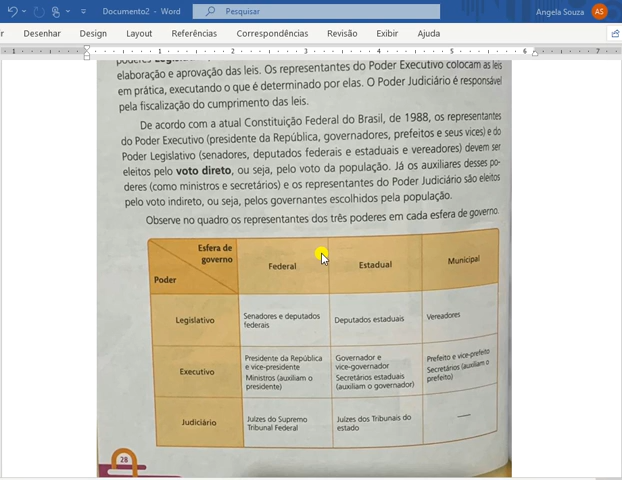 Documento2 - Word
Pesquisar
Angela Souza
AS
Desenhar Design Layout Referências Correspondências Revisão Exibir Ajuda
1 1 2 3 4 5 6 7
elaboração e aprovação das leis. Os representantes do Poder Executivo colocam as leis
em prática, executando o que é determinado por elas. O Poder Judiciário é responsável
pela fiscalização do cumprimento das leis.
De acordo com a atual Constituição Federal do Brasil, de 1988, os representantes
do Poder Executivo (presidente da República, governadores, prefeitos e seus vices) e do
Poder Legislativo (senadores, deputados federais e estaduais e vereadores) devem ser
eleitos pelo voto direto, ou seja, pelo voto da população. Já os auxiliares desses po-
deres (como ministros e secretários) e os representantes do Poder Judiciário são eleitos
pelo voto indireto, ou seja, pelos governantes escolhidos pela população.
Observe no quadro os representantes dos três poderes em cada esfera de governo.
Esfera de
governo
Poder
Federal
Estadual
Municipal
Legislativo
Senadores e deputados
federais
Deputados estaduais
Vereadores
Executivo
Presidente da República
e vice-presidente
Ministros (auxiliam o
presidente)
Governador e
vice-governador
Secretários estaduais
(auxiliam o governador)
Prefeito e vice-prefeito
Secretários (auxiliam o
prefeito)
Judiciário
Juízes do Supremo
Tribunal Federal
Juízes dos Tribunais do
estado
—
28